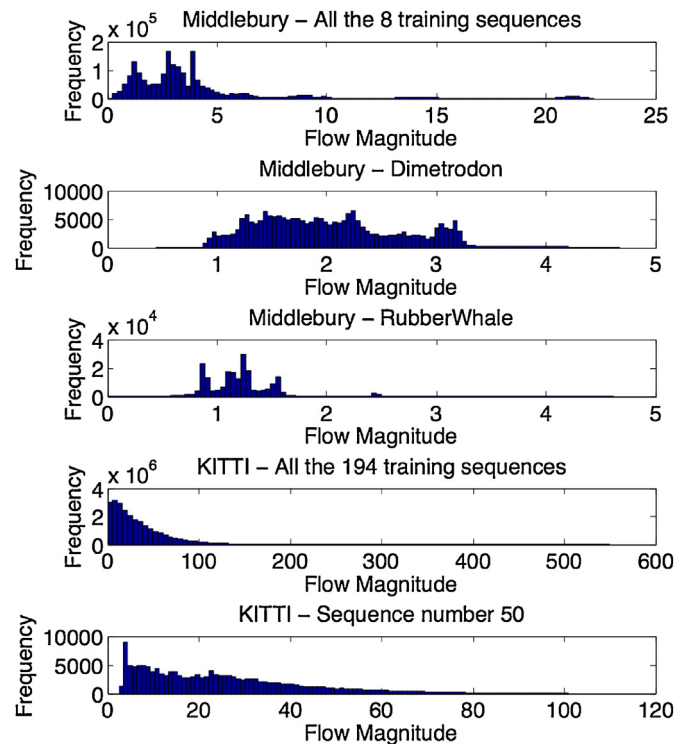 Middlebury – All the 8 training sequences
x 10^5
Frequency
2
1
0
0 5 10 15 20 25
Flow Magnitude
Middlebury – Dimetrodon
Frequency
10000
5000
0
0 1 2 3 4 5
Flow Magnitude
Middlebury – RubberWhale
x 10^4
Frequency
4
2
0
0 1 2 3 4 5
Flow Magnitude
KITTI – All the 194 training sequences
x 10^6
Frequency
4
2
0
0 100 200 300 400 500 600
Flow Magnitude
KITTI – Sequence number 50
Frequency
10000
5000
0
0 20 40 60 80 100 120
Flow Magnitude